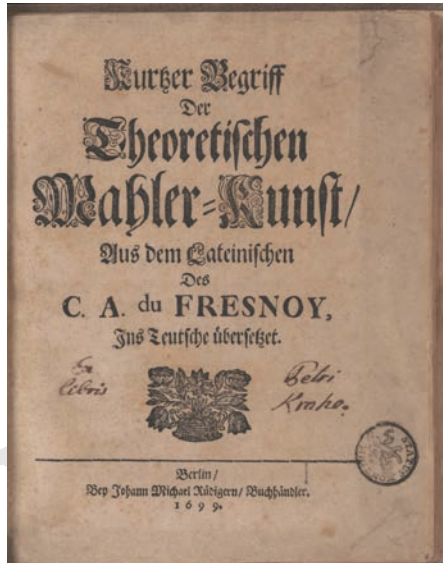 Kurtzer Begriff
Der
Theoretischen
Mahler-Kunst/
Aus dem Lateinischen
Des
C. A. du FRESNOY,
Ins Teutsche übersetzet.
Ex Petri
libris Krahe.
Berlin/
Bey Johann Michael Rüdigern/ Buchhändler.
1699.